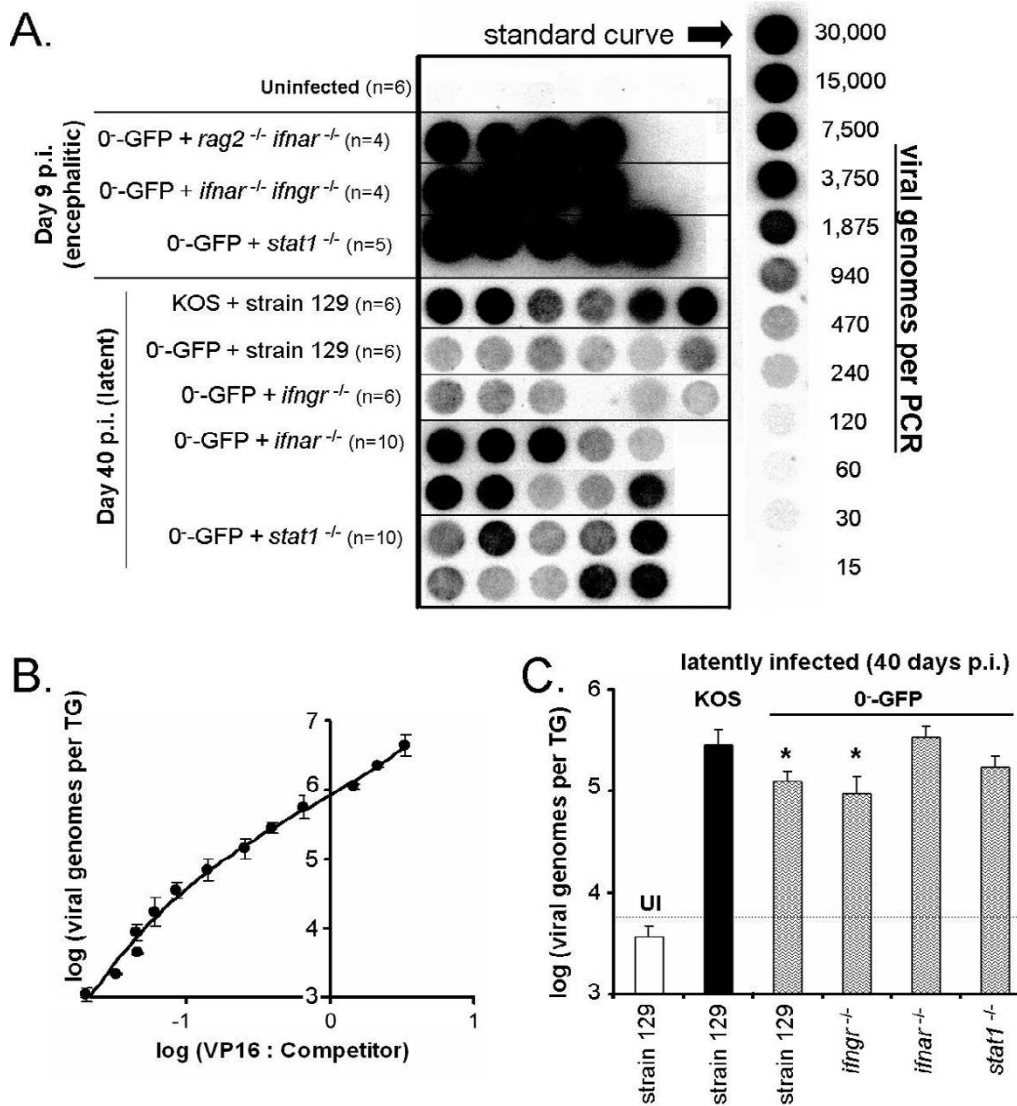 A.
standard curve
30,000
15,000
7,500
3,750
1,875
940
470
240
120
60
30
15
viral genomes per PCR
Uninfected (n=6)
Day 9 p.i.
(encephalitic)
0⁻-GFP + rag2 -/- ifnar -/- (n=4)
0⁻-GFP + ifnar -/- ifngr -/- (n=4)
0⁻-GFP + stat1 -/- (n=5)
Day 40 p.i. (latent)
KOS + strain 129 (n=6)
0⁻-GFP + strain 129 (n=6)
0⁻-GFP + ifngr -/- (n=6)
0⁻-GFP + ifnar -/- (n=10)
0⁻-GFP + stat1 -/- (n=10)
B.
log (viral genomes per TG)
7
6
5
4
3
-1
0
1
log (VP16 : Competitor)
C.
latently infected (40 days p.i.)
KOS
0⁻-GFP
log (viral genomes per TG)
6
5
4
3
UI
*
*
strain 129
strain 129
strain 129
ifngr -/-
ifnar -/-
stat1 -/-